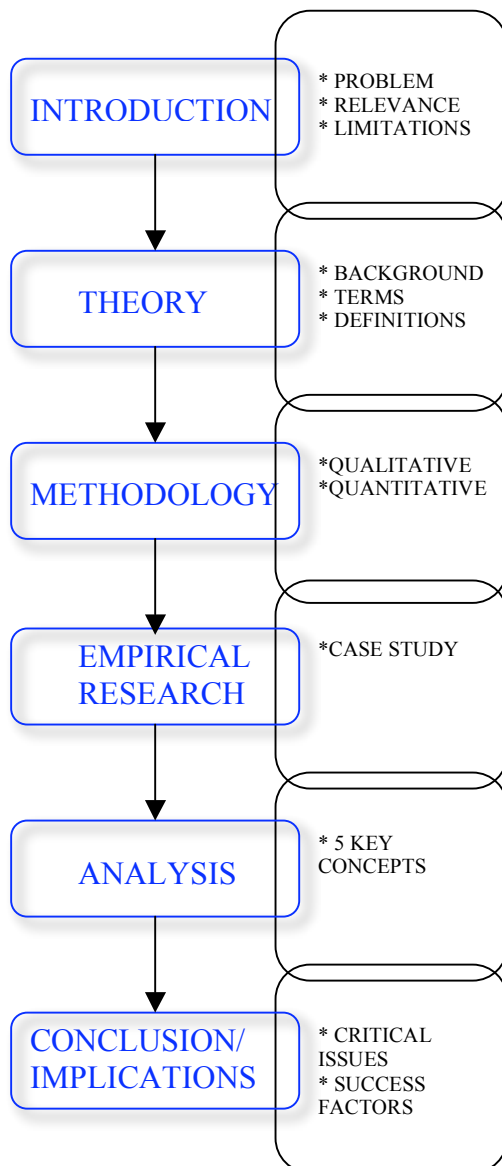 INTRODUCTION
* PROBLEM
* RELEVANCE
* LIMITATIONS
THEORY
* BACKGROUND
* TERMS
* DEFINITIONS
METHODOLOGY
*QUALITATIVE
*QUANTITATIVE
EMPIRICAL
RESEARCH
*CASE STUDY
ANALYSIS
* 5 KEY
CONCEPTS
CONCLUSION/
IMPLICATIONS
* CRITICAL
ISSUES
* SUCCESS
FACTORS